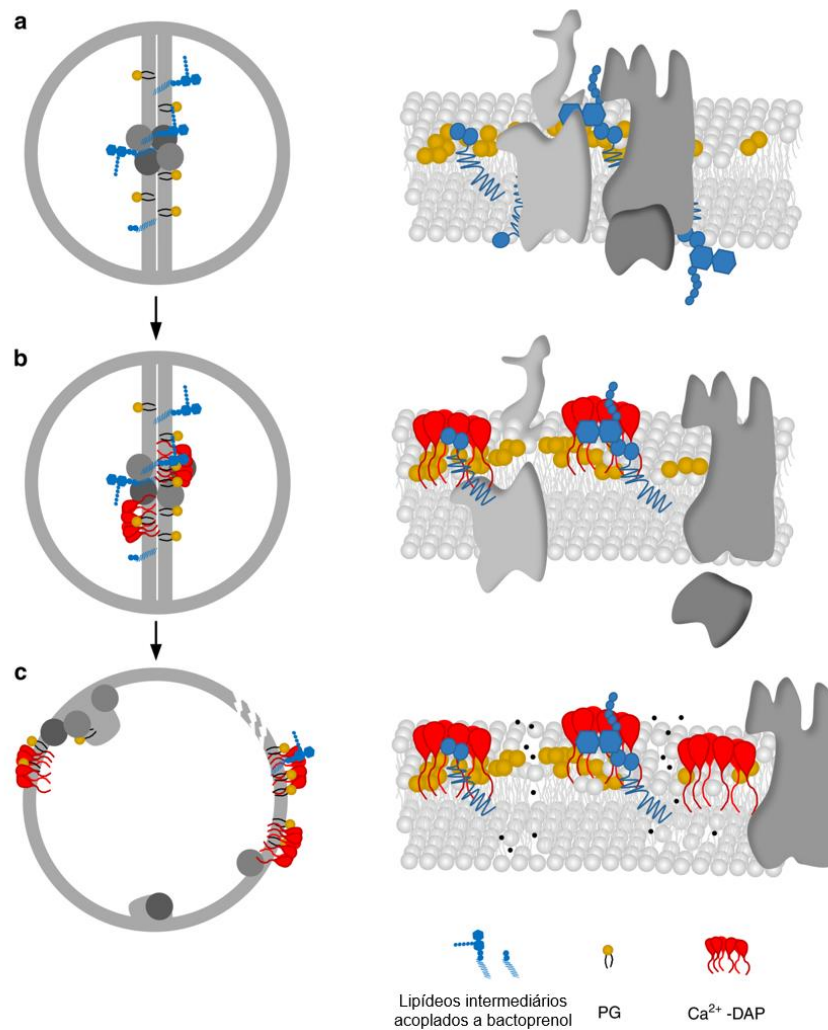 a
b
c
Lipídeos intermediários
acoplados a bactoprenol
PG
Ca²⁺ -DAP